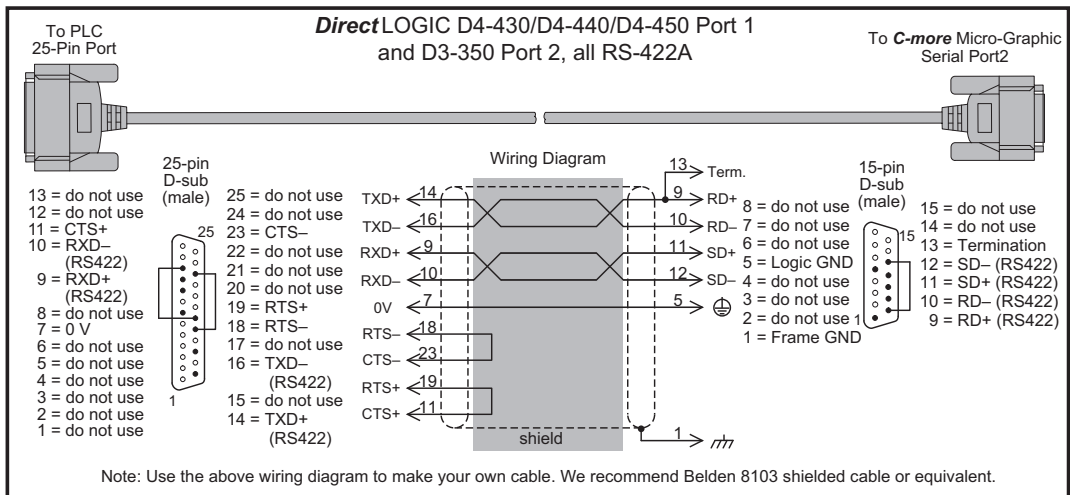 DirectLOGIC D4-430/D4-440/D4-450 Port 1
and D3-350 Port 2, all RS-422A
To PLC
25-Pin Port
To C-more Micro-Graphic
Serial Port2
25-pin
D-sub
(male)
13 = do not use
12 = do not use
11 = CTS+
10 = RXD–
(RS422)
9 = RXD+
(RS422)
8 = do not use
7 = 0 V
6 = do not use
5 = do not use
4 = do not use
3 = do not use
2 = do not use
1 = do not use
25
1
25 = do not use
24 = do not use
23 = CTS–
22 = do not use
21 = do not use
20 = do not use
19 = RTS+
18 = RTS–
17 = do not use
16 = TXD–
(RS422)
15 = do not use
14 = TXD+
(RS422)
Wiring Diagram
TXD+ 14
TXD– 16
RXD+ 9
RXD– 10
0V 7
RTS– 18
CTS– 23
RTS+ 19
CTS+ 11
shield
13 Term.
9 RD+
10 RD–
11 SD+
12 SD–
5
1
8 = do not use
7 = do not use
6 = do not use
5 = Logic GND
4 = do not use
3 = do not use
2 = do not use
1 = Frame GND
15-pin
D-sub
(male)
15
1
15 = do not use
14 = do not use
13 = Termination
12 = SD– (RS422)
11 = SD+ (RS422)
10 = RD– (RS422)
9 = RD+ (RS422)
Note: Use the above wiring diagram to make your own cable. We recommend Belden 8103 shielded cable or equivalent.